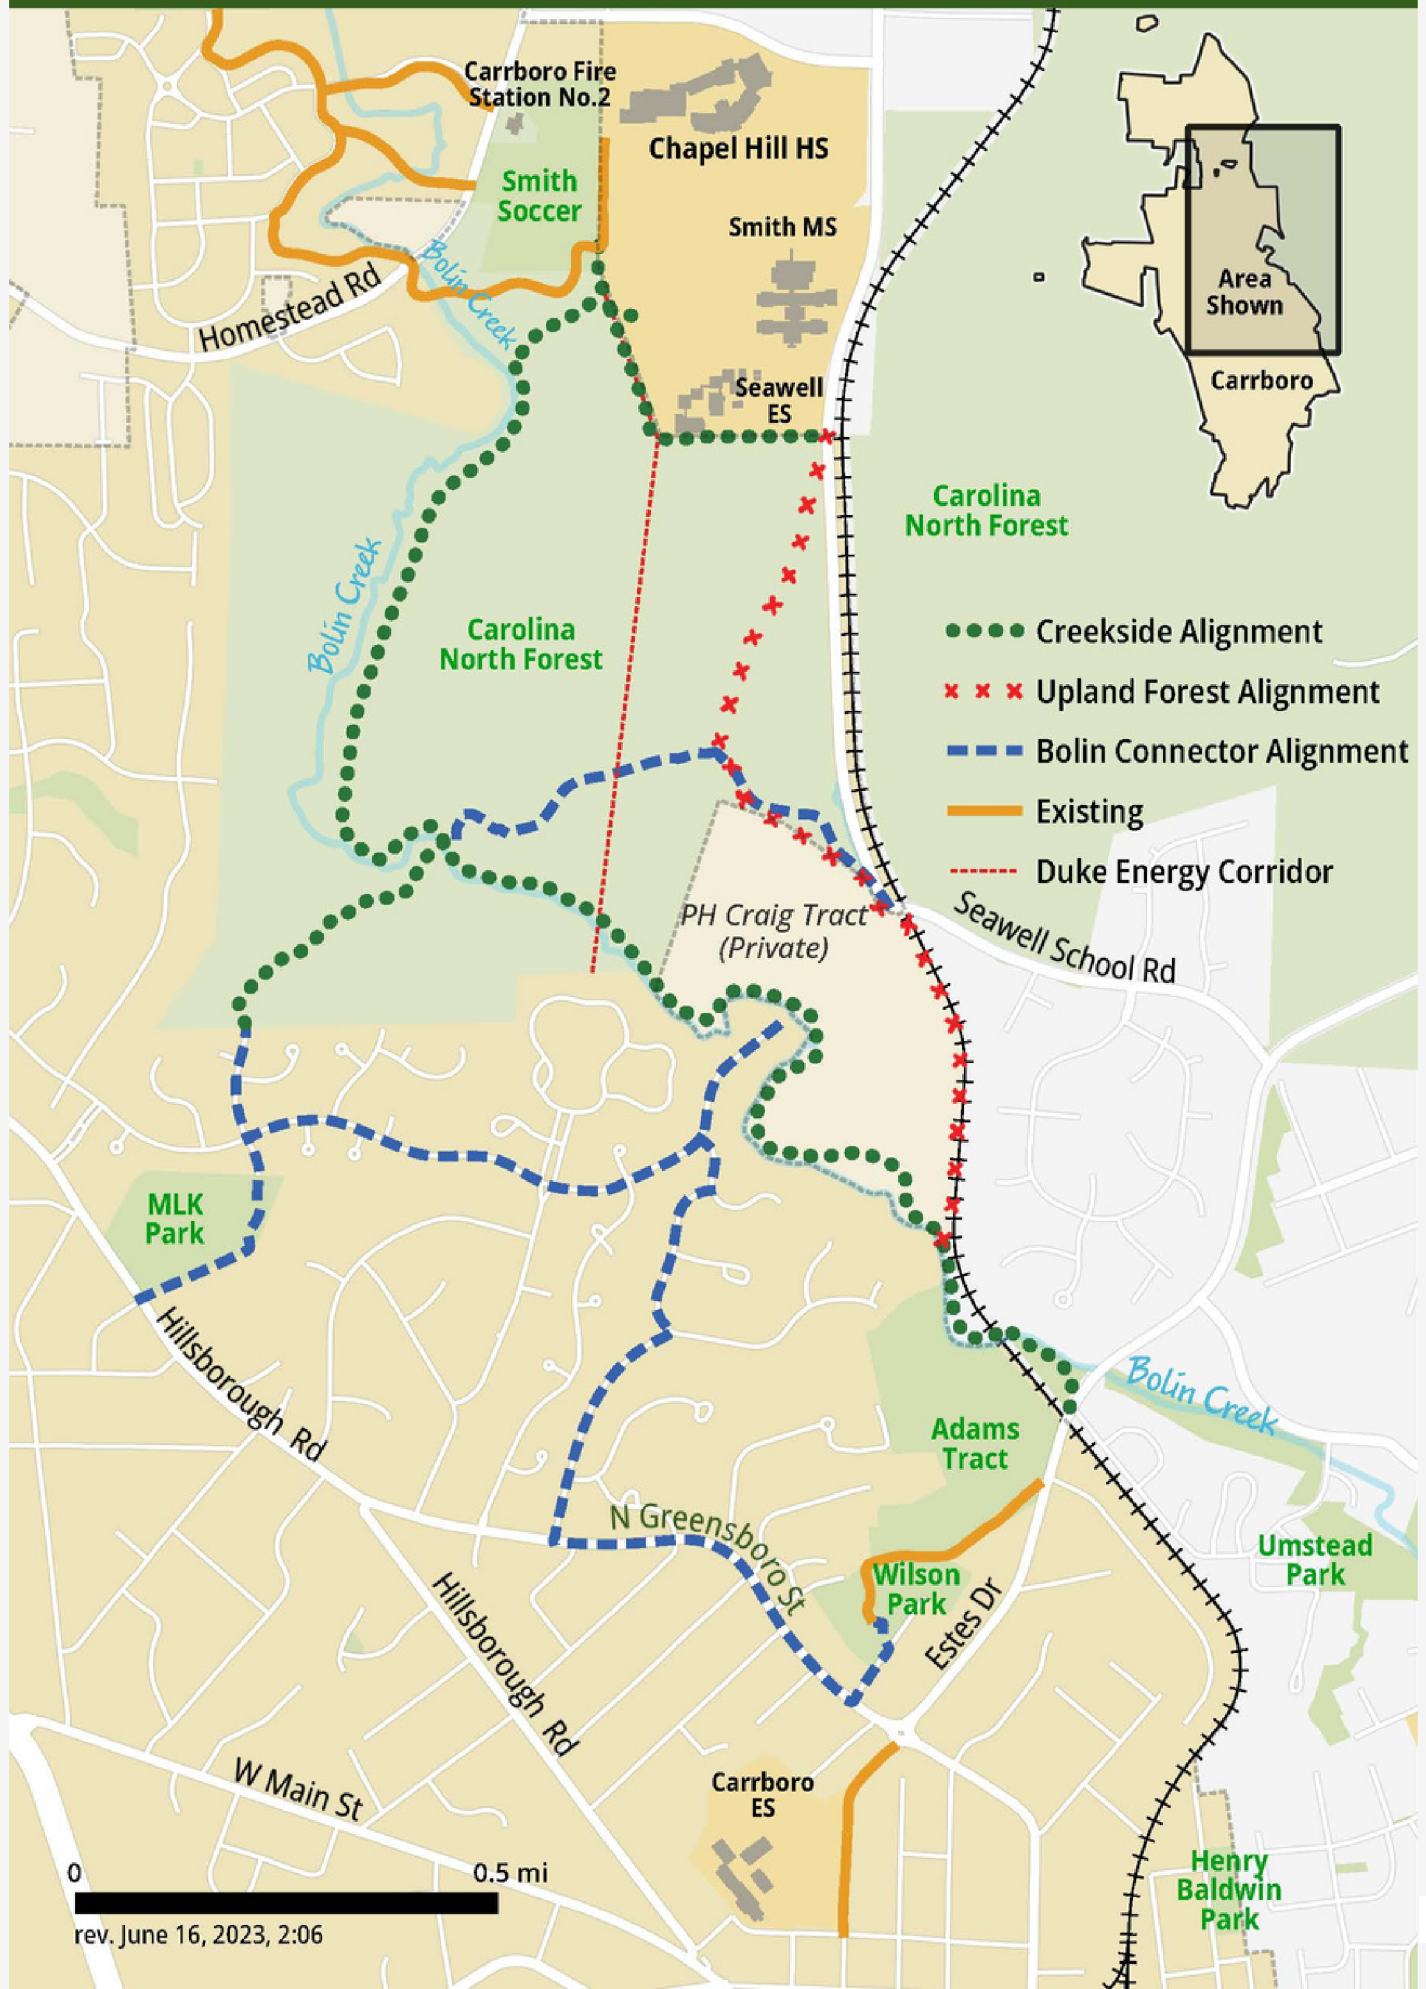 Carrboro Fire
Station No.2
Chapel Hill HS
Smith
Soccer
Smith MS
Bolin Creek
Homestead Rd
Area
Shown
Carrboro
Seawell
ES
Carolina
North Forest
Bolin Creek
Carolina
North Forest
Creekside Alignment
Upland Forest Alignment
Bolin Connector Alignment
Existing
Duke Energy Corridor
PH Craig Tract
(Private)
Seawell School Rd
MLK
Park
Hillsborough Rd
Bolin Creek
Adams
Tract
N Greensboro St
Umstead
Park
Wilson
Park
Estes Dr
Hillsborough Rd
W Main St
Carrboro
ES
Henry
Baldwin
Park
0 0.5 mi
rev. June 16, 2023, 2:06